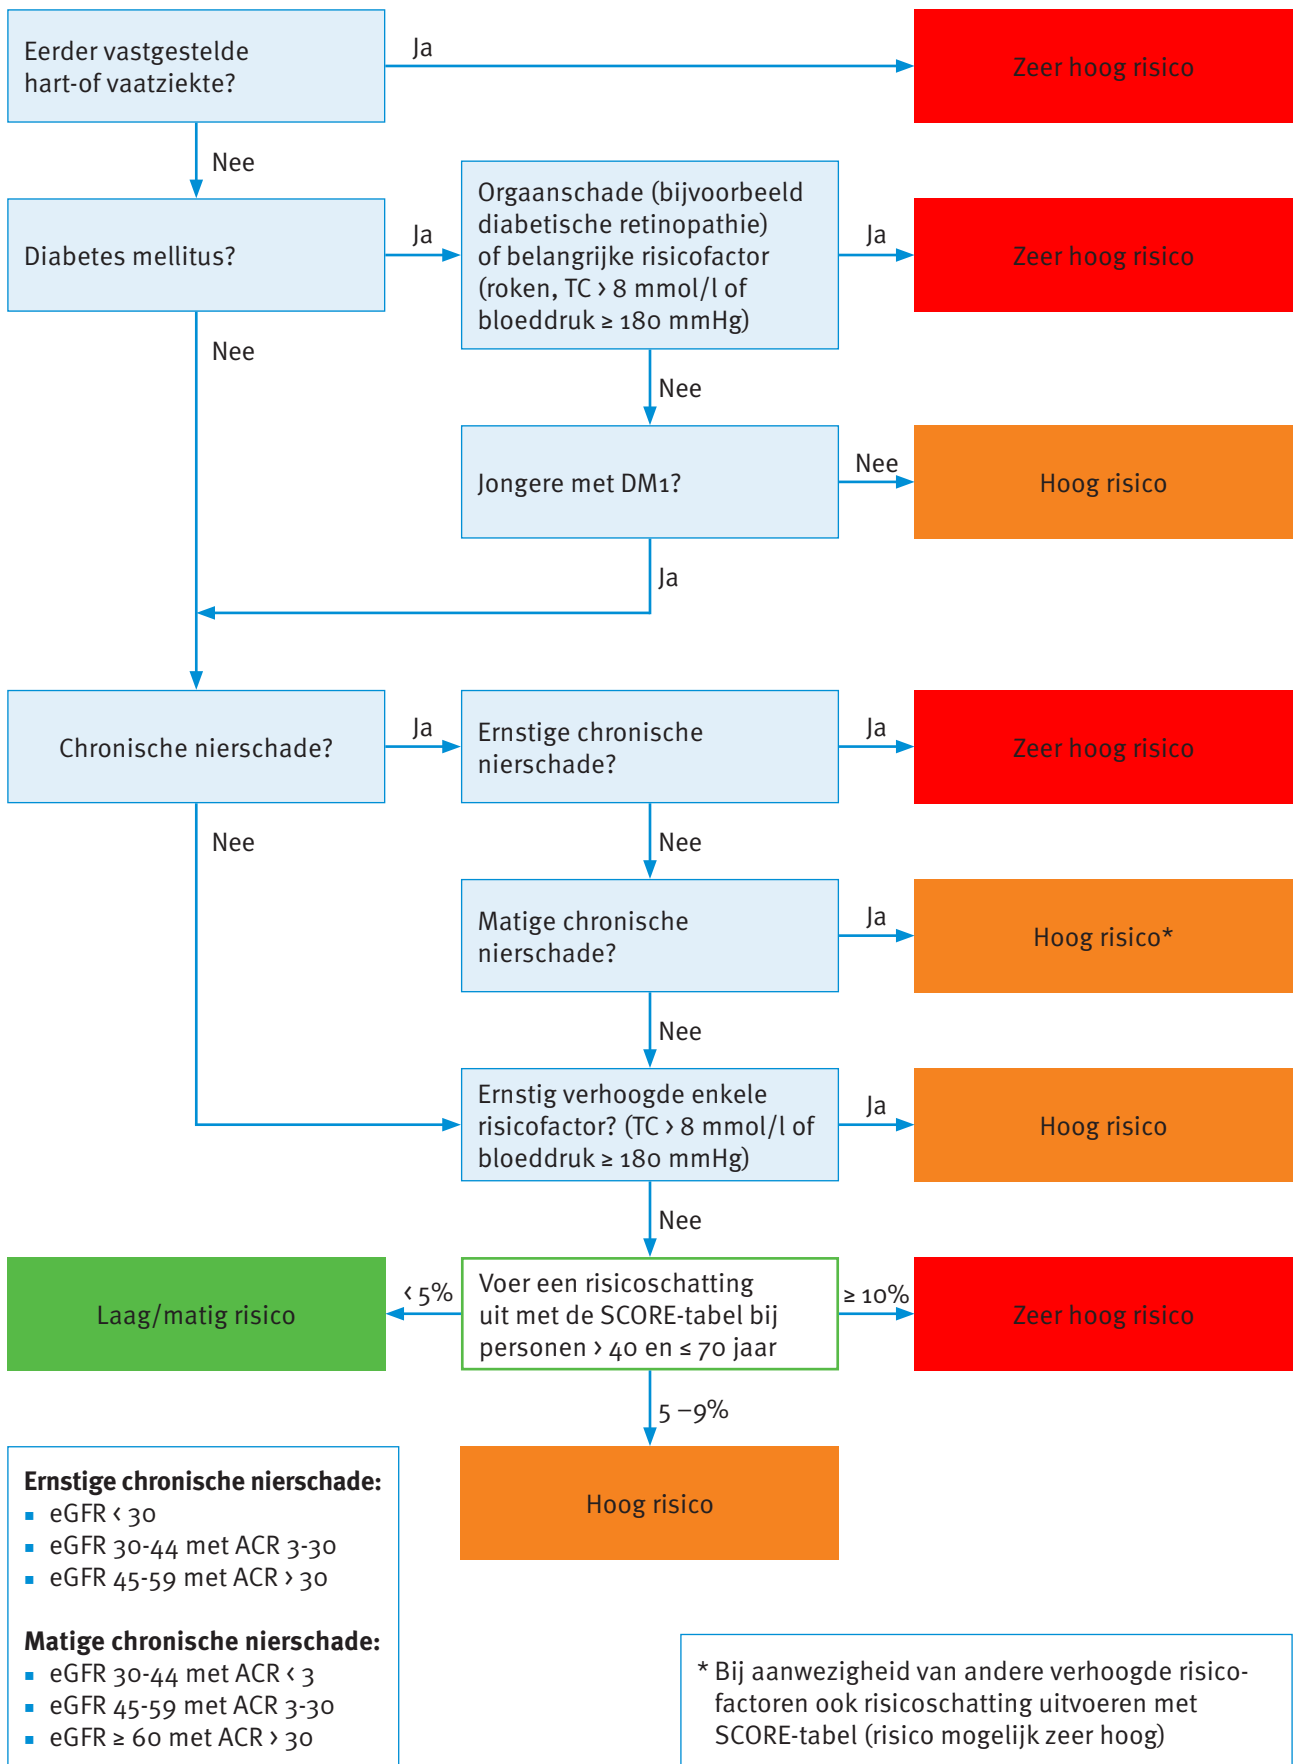 Eerder vastgestelde
hart-of vaatziekte?
Ja
Zeer hoog risico
Nee
Diabetes mellitus?
Ja
Orgaanschade (bijvoorbeeld
diabetische retinopathie)
of belangrijke risicofactor
(roken, TC > 8 mmol/l of
bloeddruk ≥ 180 mmHg)
Ja
Zeer hoog risico
Nee
Nee
Jongere met DM1?
Nee
Hoog risico
Ja
Chronische nierschade?
Ja
Ernstige chronische
nierschade?
Ja
Zeer hoog risico
Nee
Nee
Matige chronische
nierschade?
Ja
Hoog risico*
Nee
Ernstig verhoogde enkele
risicofactor? (TC > 8 mmol/l of
bloeddruk ≥ 180 mmHg)
Ja
Hoog risico
Nee
Laag/matig risico
< 5%
Voer een risicoschatting
uit met de SCORE-tabel bij
personen > 40 en ≤ 70 jaar
≥ 10%
Zeer hoog risico
5 –9%
Hoog risico
Ernstige chronische nierschade:
▪ eGFR < 30
▪ eGFR 30-44 met ACR 3-30
▪ eGFR 45-59 met ACR > 30
Matige chronische nierschade:
▪ eGFR 30-44 met ACR < 3
▪ eGFR 45-59 met ACR 3-30
▪ eGFR ≥ 60 met ACR > 30
* Bij aanwezigheid van andere verhoogde risico-
factoren ook risicoschatting uitvoeren met
SCORE-tabel (risico mogelijk zeer hoog)